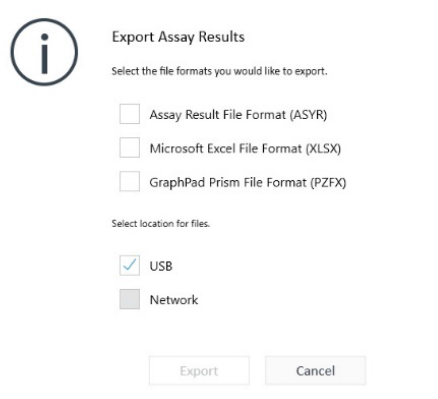 Export Assay Results
Select the file formats you would like to export.
Assay Result File Format (ASYR)
Microsoft Excel File Format (XLSX)
GraphPad Prism File Format (PZFX)
Select location for files.
USB
Network
Export Cancel